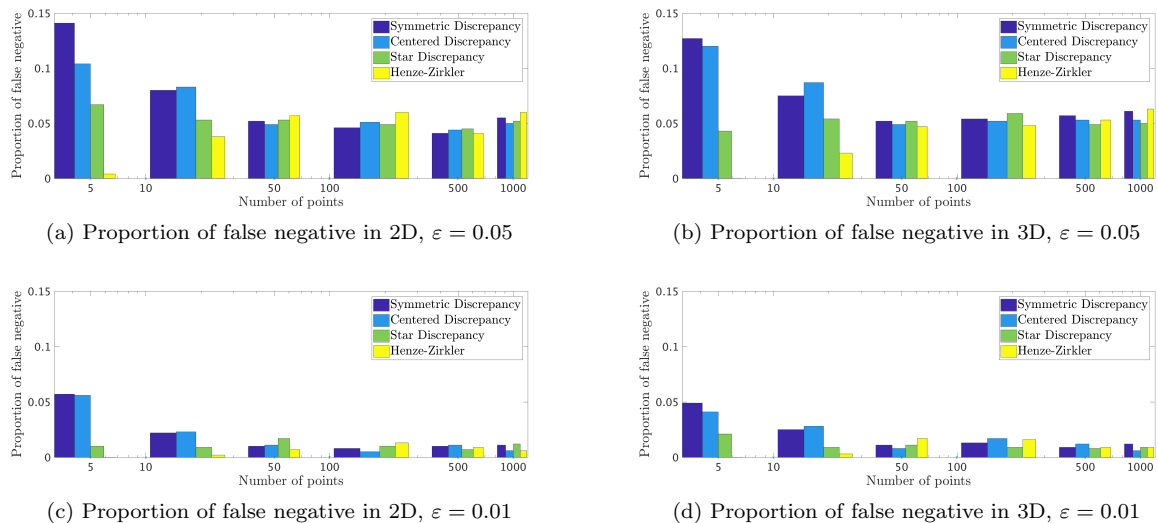 Proportion of false negative
0.15
0.1
0.05
0
5
10
50
100
500
1000
Number of points
Symmetric Discrepancy
Centered Discrepancy
Star Discrepancy
Henze-Zirkler
(a) Proportion of false negative in 2D, ε = 0.05
Proportion of false negative
0.15
0.1
0.05
0
5
10
50
100
500
1000
Number of points
Symmetric Discrepancy
Centered Discrepancy
Star Discrepancy
Henze-Zirkler
(b) Proportion of false negative in 3D, ε = 0.05
Proportion of false negative
0.15
0.1
0.05
0
5
10
50
100
500
1000
Number of points
Symmetric Discrepancy
Centered Discrepancy
Star Discrepancy
Henze-Zirkler
(c) Proportion of false negative in 2D, ε = 0.01
Proportion of false negative
0.15
0.1
0.05
0
5
10
50
100
500
1000
Number of points
Symmetric Discrepancy
Centered Discrepancy
Star Discrepancy
Henze-Zirkler
(d) Proportion of false negative in 3D, ε = 0.01